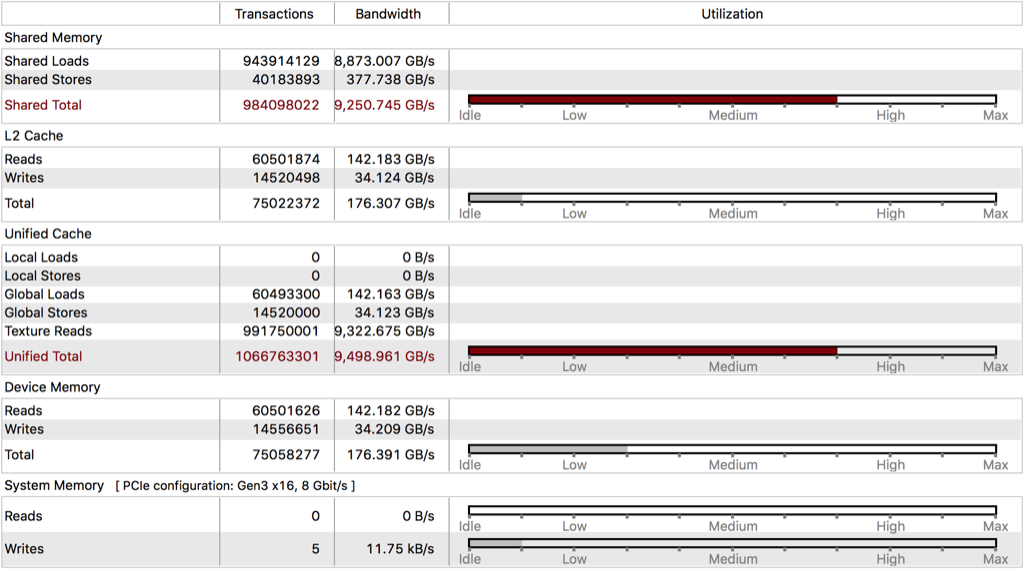 Transactions Bandwidth Utilization
Shared Memory
Shared Loads 943914129 8,873.007 GB/s
Shared Stores 40183893 377.738 GB/s
Shared Total 984098022 9,250.745 GB/s
Idle Low Medium High Max
L2 Cache
Reads 60501874 142.183 GB/s
Writes 14520498 34.124 GB/s
Total 75022372 176.307 GB/s
Idle Low Medium High Max
Unified Cache
Local Loads 0 0 B/s
Local Stores 0 0 B/s
Global Loads 60493300 142.163 GB/s
Global Stores 14520000 34.123 GB/s
Texture Reads 991750001 9,322.675 GB/s
Unified Total 1066763301 9,498.961 GB/s
Idle Low Medium High Max
Device Memory
Reads 60501626 142.182 GB/s
Writes 14556651 34.209 GB/s
Total 75058277 176.391 GB/s
Idle Low Medium High Max
System Memory [ PCIe configuration: Gen3 x16, 8 Gbit/s ]
Reads 0 0 B/s
Idle Low Medium High Max
Writes 5 11.75 kB/s
Idle Low Medium High Max